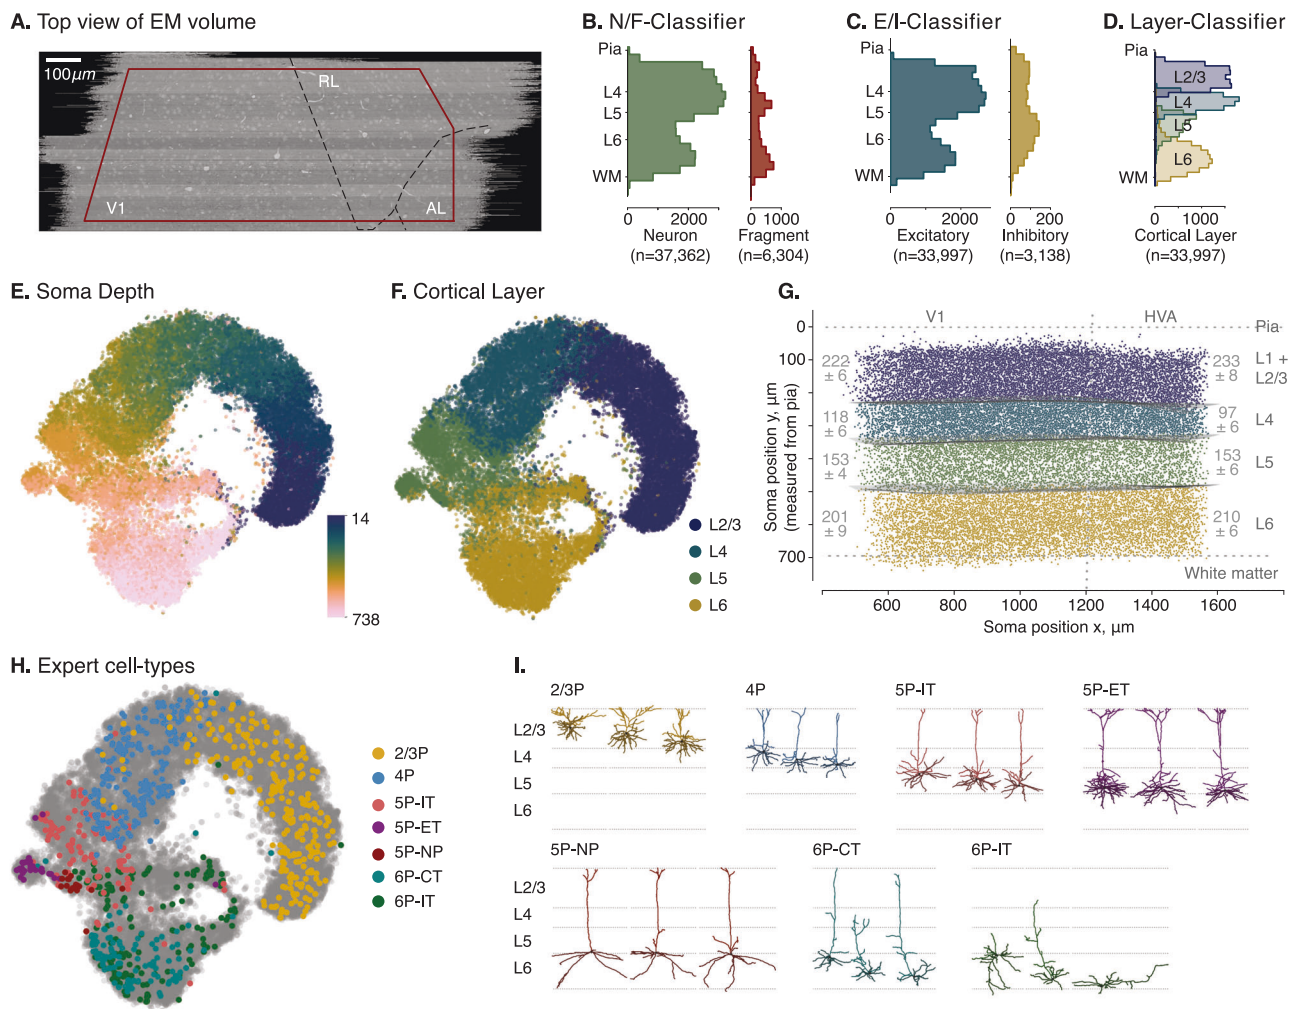 A. Top view of EM volume
100μm
RL
V1
AL
B. N/F-Classifier
Pia
L4
L5
L6
WM
0
2000
0
1000
Neuron
(n=37,362)
Fragment
(n=6,304)
C. E/I-Classifier
Pia
L4
L5
L6
WM
0
2000
0
200
Excitatory
(n=33,997)
Inhibitory
(n=3,138)
D. Layer-Classifier
Pia
L2/3
L4
L5
L6
WM
0
1000
Cortical Layer
(n=33,997)
E. Soma Depth
14
738
F. Cortical Layer
L2/3
L4
L5
L6
G.
V1
HVA
0
100
700
Soma position y, μm
(measured from pia)
222
± 6
118
± 6
153
± 4
201
± 9
233
± 8
97
± 6
153
± 6
210
± 6
Pia
L1 +
L2/3
L4
L5
L6
White matter
600
800
1000
1200
1400
1600
Soma position x, μm
H. Expert cell-types
2/3P
4P
5P-IT
5P-ET
5P-NP
6P-CT
6P-IT
I.
2/3P
4P
5P-IT
5P-ET
L2/3
L4
L5
L6
5P-NP
6P-CT
6P-IT
L2/3
L4
L5
L6